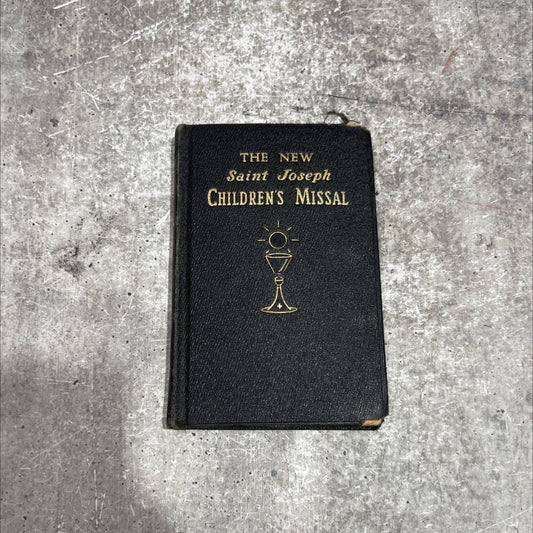 THE NEW
Saint Joseph
CHILDREN'S MISSAL